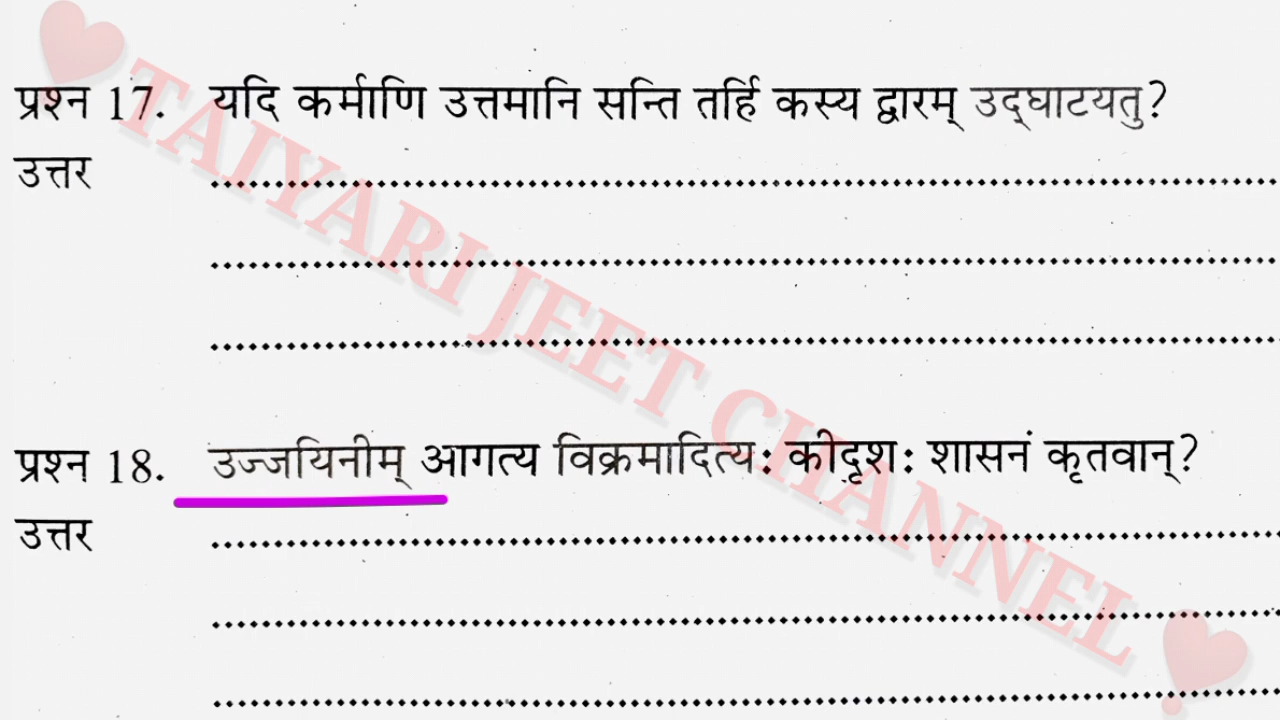 प्रश्न 17. यदि कर्माणि उत्तमानि सन्ति तर्हि कस्य द्वारम् उद्घाटयतु?
उत्तर
प्रश्न 18. उज्जयिनीम् आगत्य विक्रमादित्यः कीदृशः शासनं कृतवान्?
उत्तर
TAIYARI JEET CHANNEL